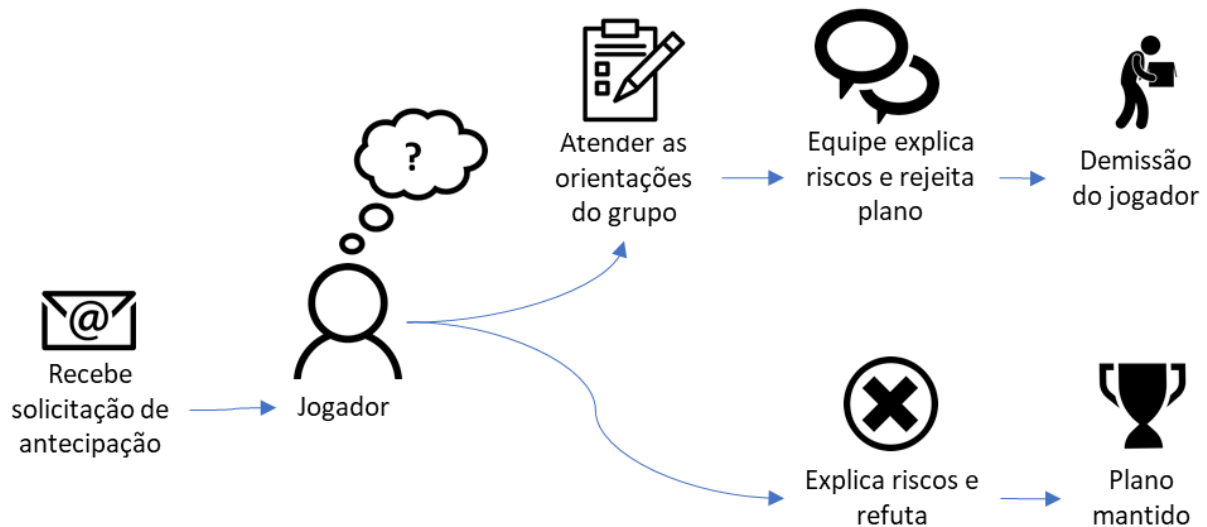 ?
@
Recebe
solicitação de
antecipação
Jogador
Atender as
orientações
do grupo
Equipe explica
riscos e rejeita
plano
Demissão
do jogador
Explica riscos e
refuta
Plano
mantido